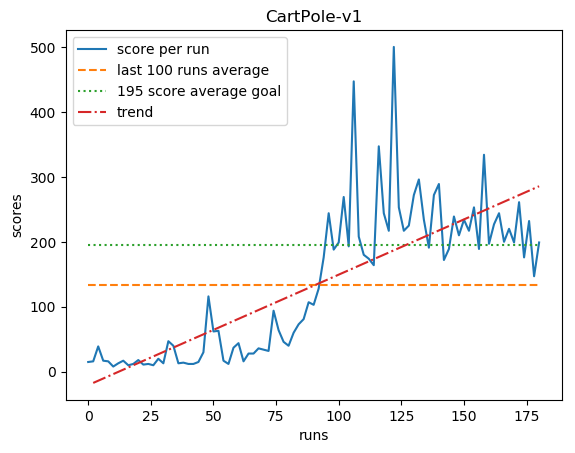 CartPole-v1
score per run
last 100 runs average
195 score average goal
trend
scores
500
400
300
200
100
0
0
25
50
75
100
125
150
175
runs